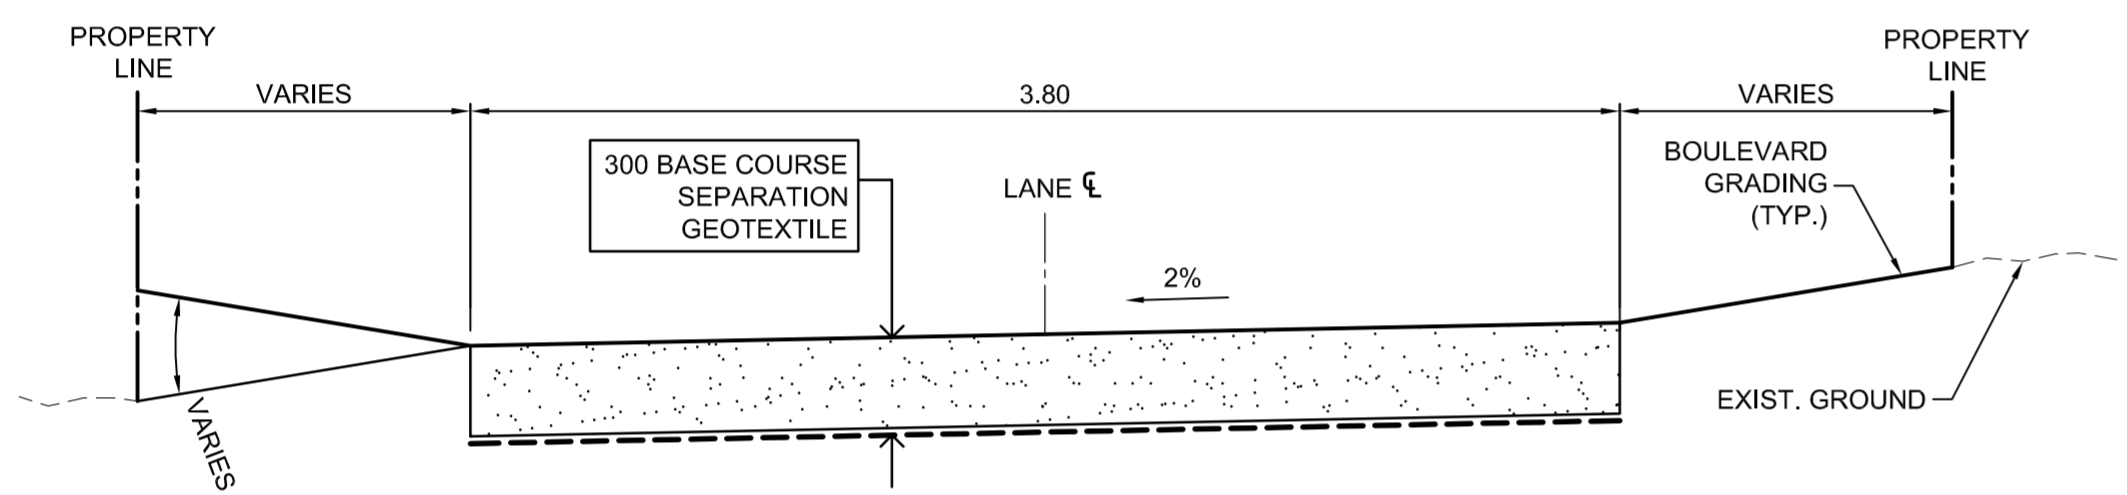 PROPERTY
LINE
VARIES
3.80
VARIES
PROPERTY
LINE
300 BASE COURSE
SEPARATION
GEOTEXTILE
LANE ℄
BOULEVARD
GRADING
(TYP.)
2%
VARIES
EXIST. GROUND